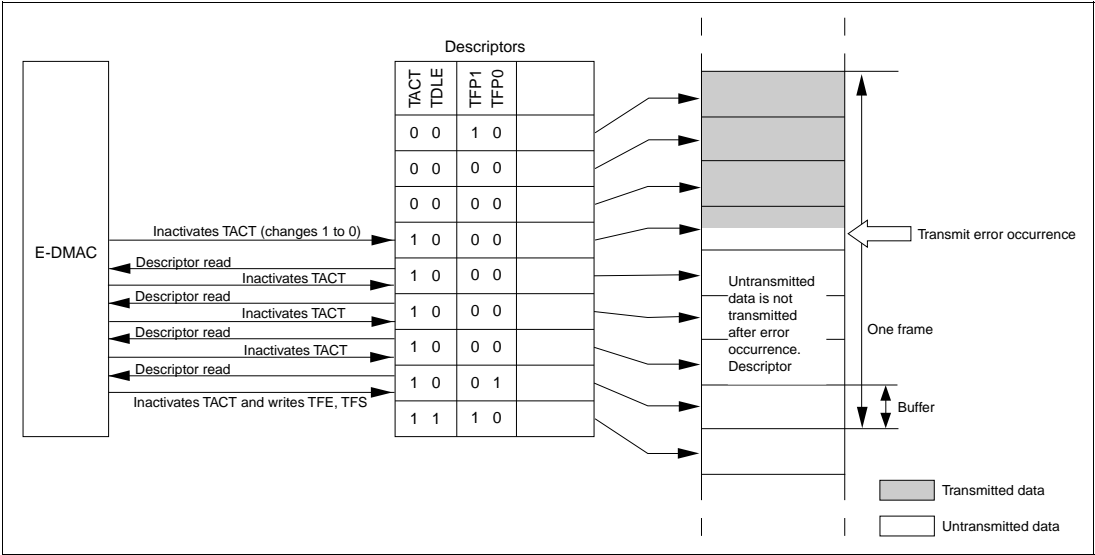 Descriptors
TACT TDLE TFP1 TFP0
0 0 1 0
0 0 0 0
0 0 0 0
1 0 0 0
1 0 0 0
1 0 0 0
1 0 0 0
1 0 0 1
1 1 1 0
E-DMAC
Inactivates TACT (changes 1 to 0)
Descriptor read
Inactivates TACT
Descriptor read
Inactivates TACT
Descriptor read
Inactivates TACT
Descriptor read
Inactivates TACT and writes TFE, TFS
Transmit error occurrence
Untransmitted
data is not
transmitted
after error
occurrence.
Descriptor
One frame
Buffer
Transmitted data
Untransmitted data